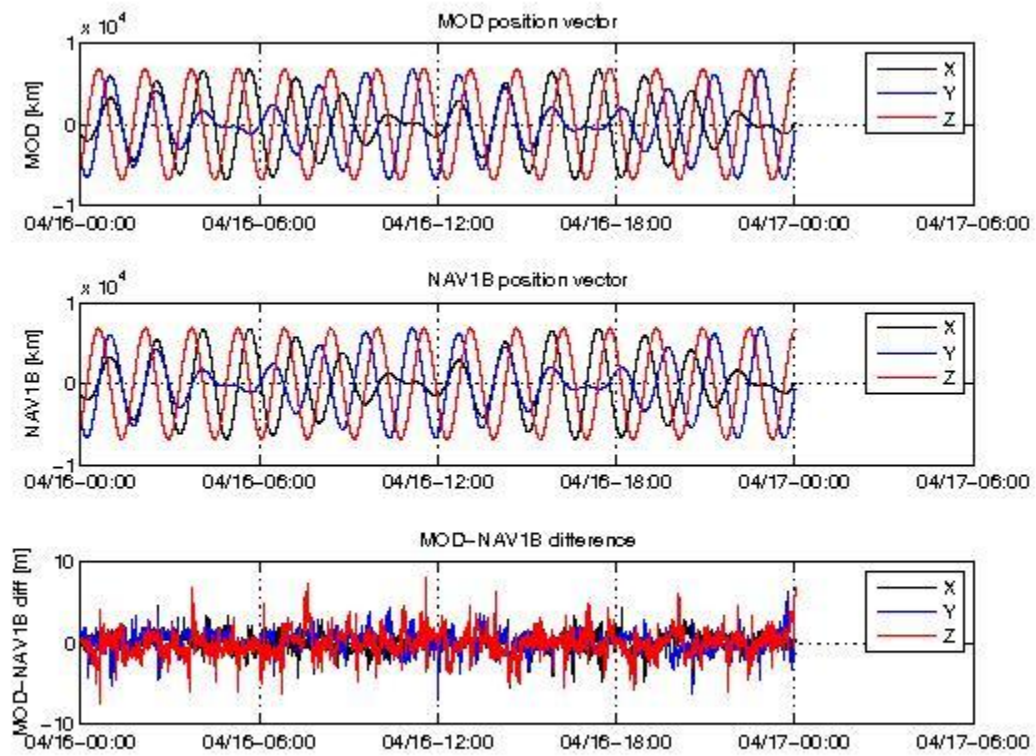 x 10⁴
MOD position vector
1
0
−1
MOD [km]
X
Y
Z
04/16−00:00 04/16−06:00 04/16−12:00 04/16−18:00 04/17−00:00 04/17−06:00
x 10⁴
NAV1B position vector
1
0
−1
NAV1B [km]
X
Y
Z
04/16−00:00 04/16−06:00 04/16−12:00 04/16−18:00 04/17−00:00 04/17−06:00
MOD−NAV1B difference
10
0
−10
MOD−NAV1B diff [m]
X
Y
Z
04/16−00:00 04/16−06:00 04/16−12:00 04/16−18:00 04/17−00:00 04/17−06:00